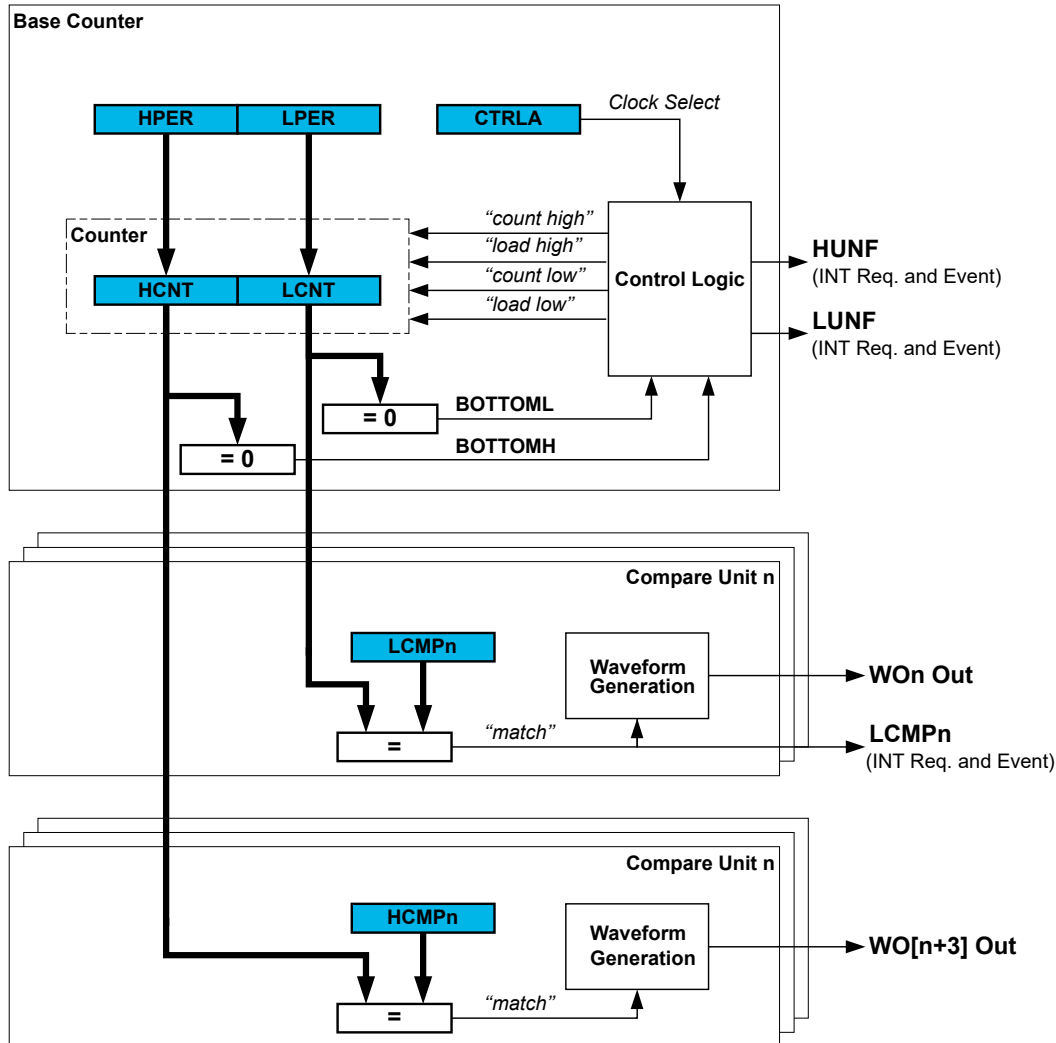 Base Counter
HPER LPER CTRLA Clock Select
"count high"
Counter "load high"
"count low"
HCNT LCNT "load low"
Control Logic
HUNF
(INT Req. and Event)
LUNF
(INT Req. and Event)
= 0 BOTTOML
= 0 BOTTOMH
Compare Unit n
LCMPn
Waveform
Generation
WOn Out
= "match"
LCMPn
(INT Req. and Event)
Compare Unit n
HCMPn
Waveform
Generation
WO[n+3] Out
= "match"